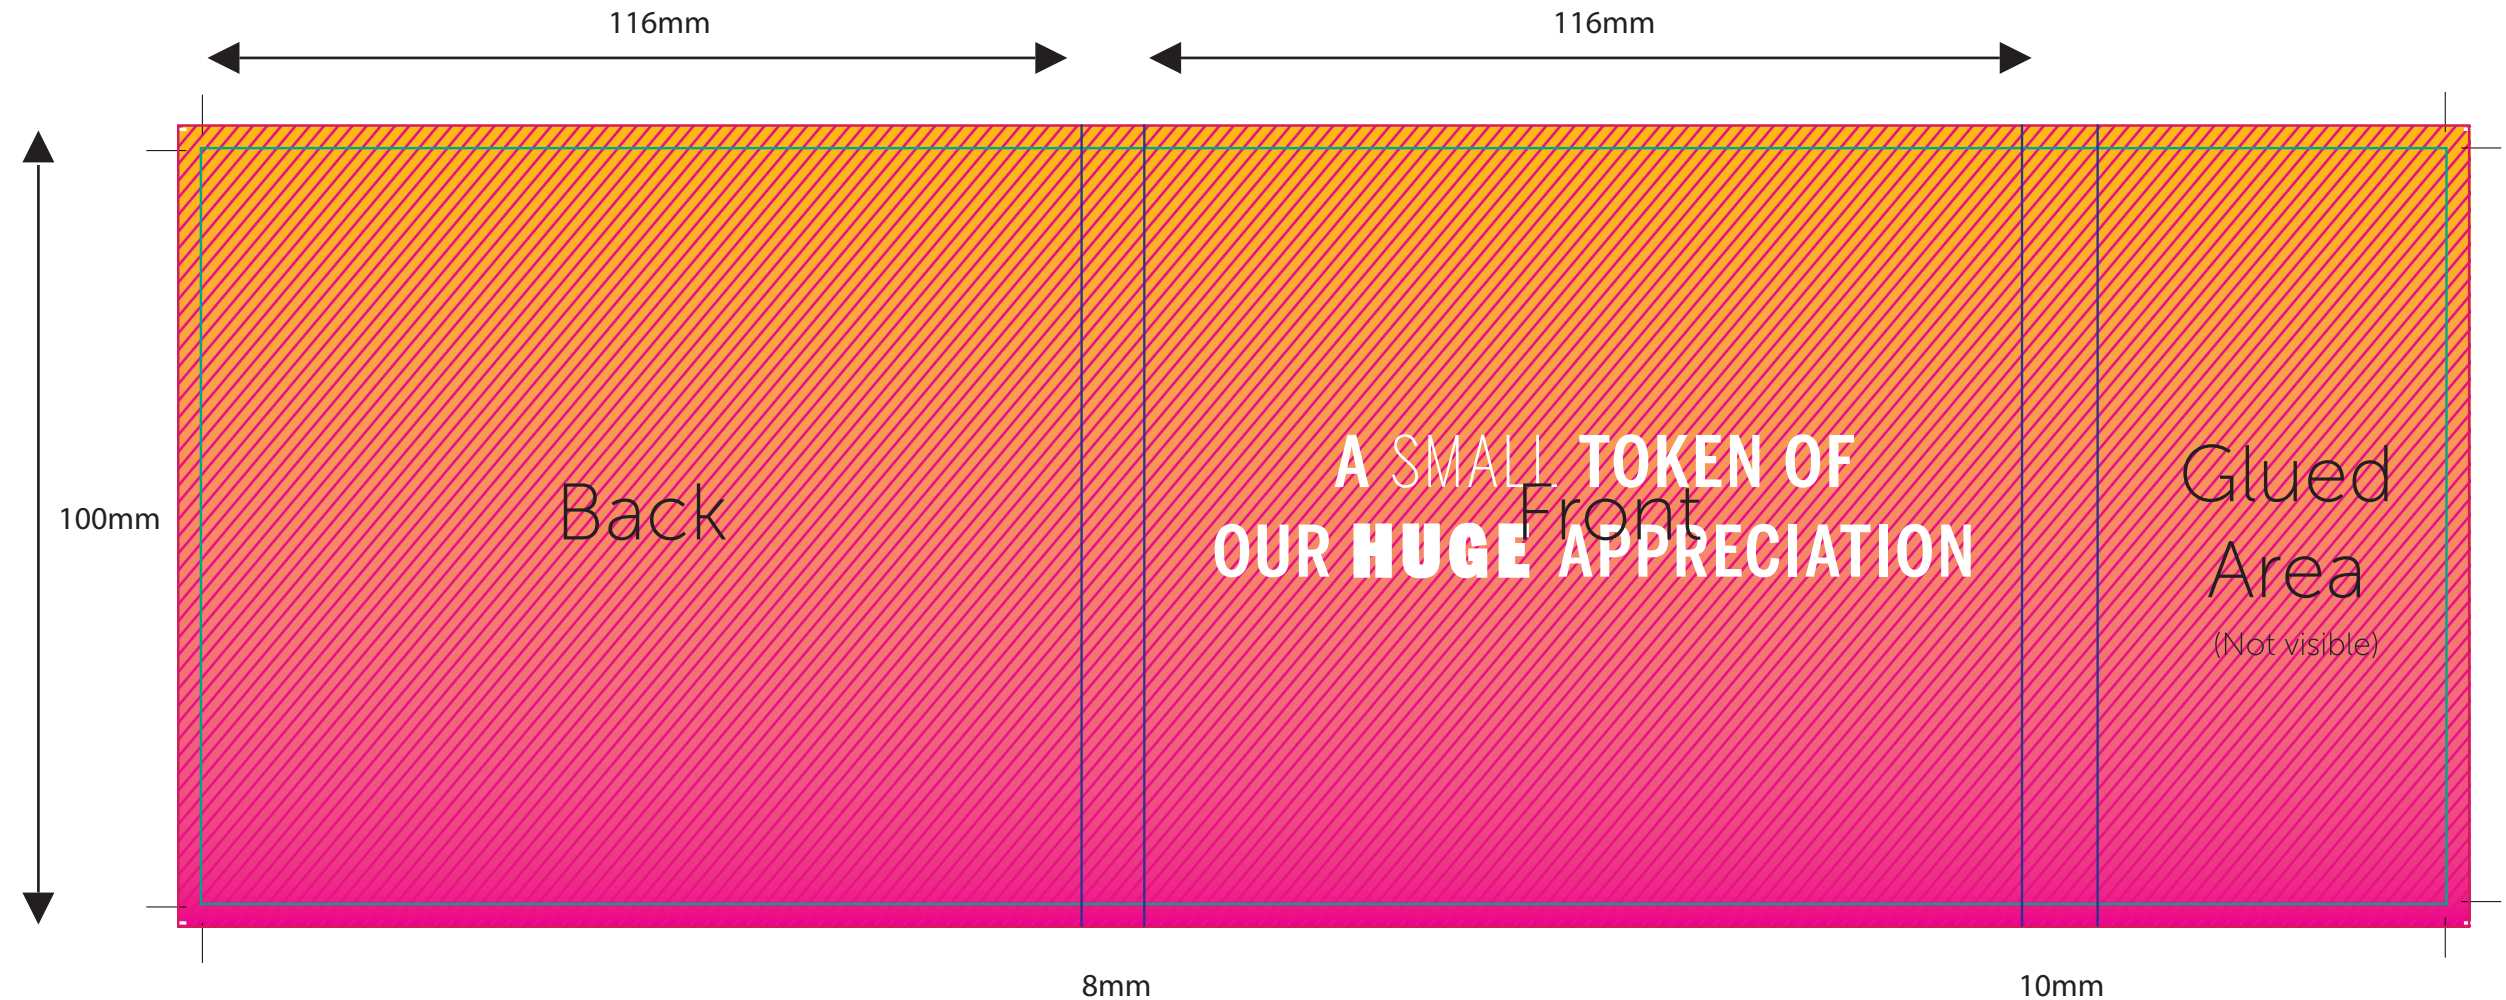 116mm
116mm
100mm
Back
A SMALL TOKEN OF
OUR HUGE APPRECIATION
Front
Glued
Area
(Not visible)
8mm
10mm